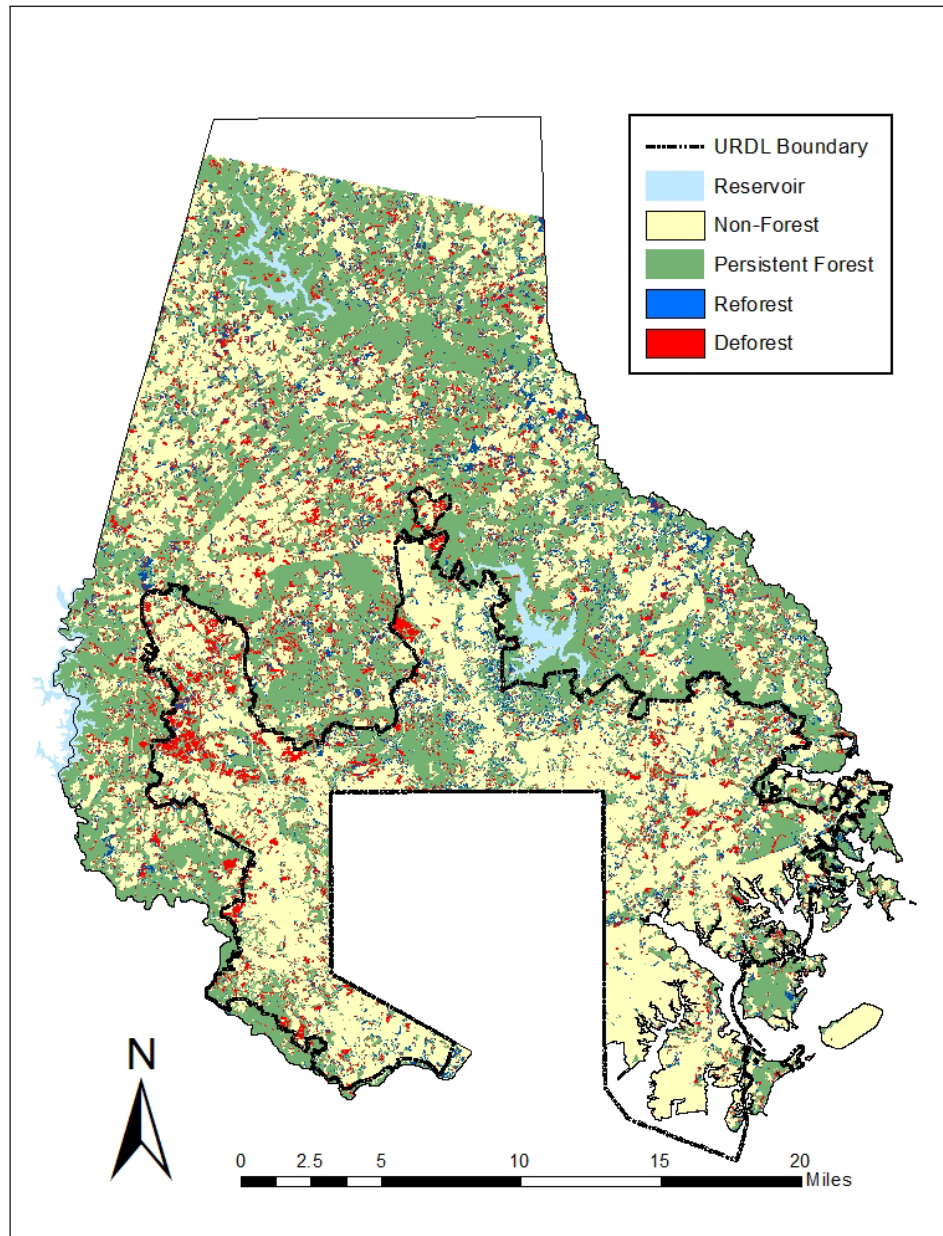 URDL Boundary
Reservoir
Non-Forest
Persistent Forest
Reforest
Deforest
N
0 2.5 5 10 15 20
Miles